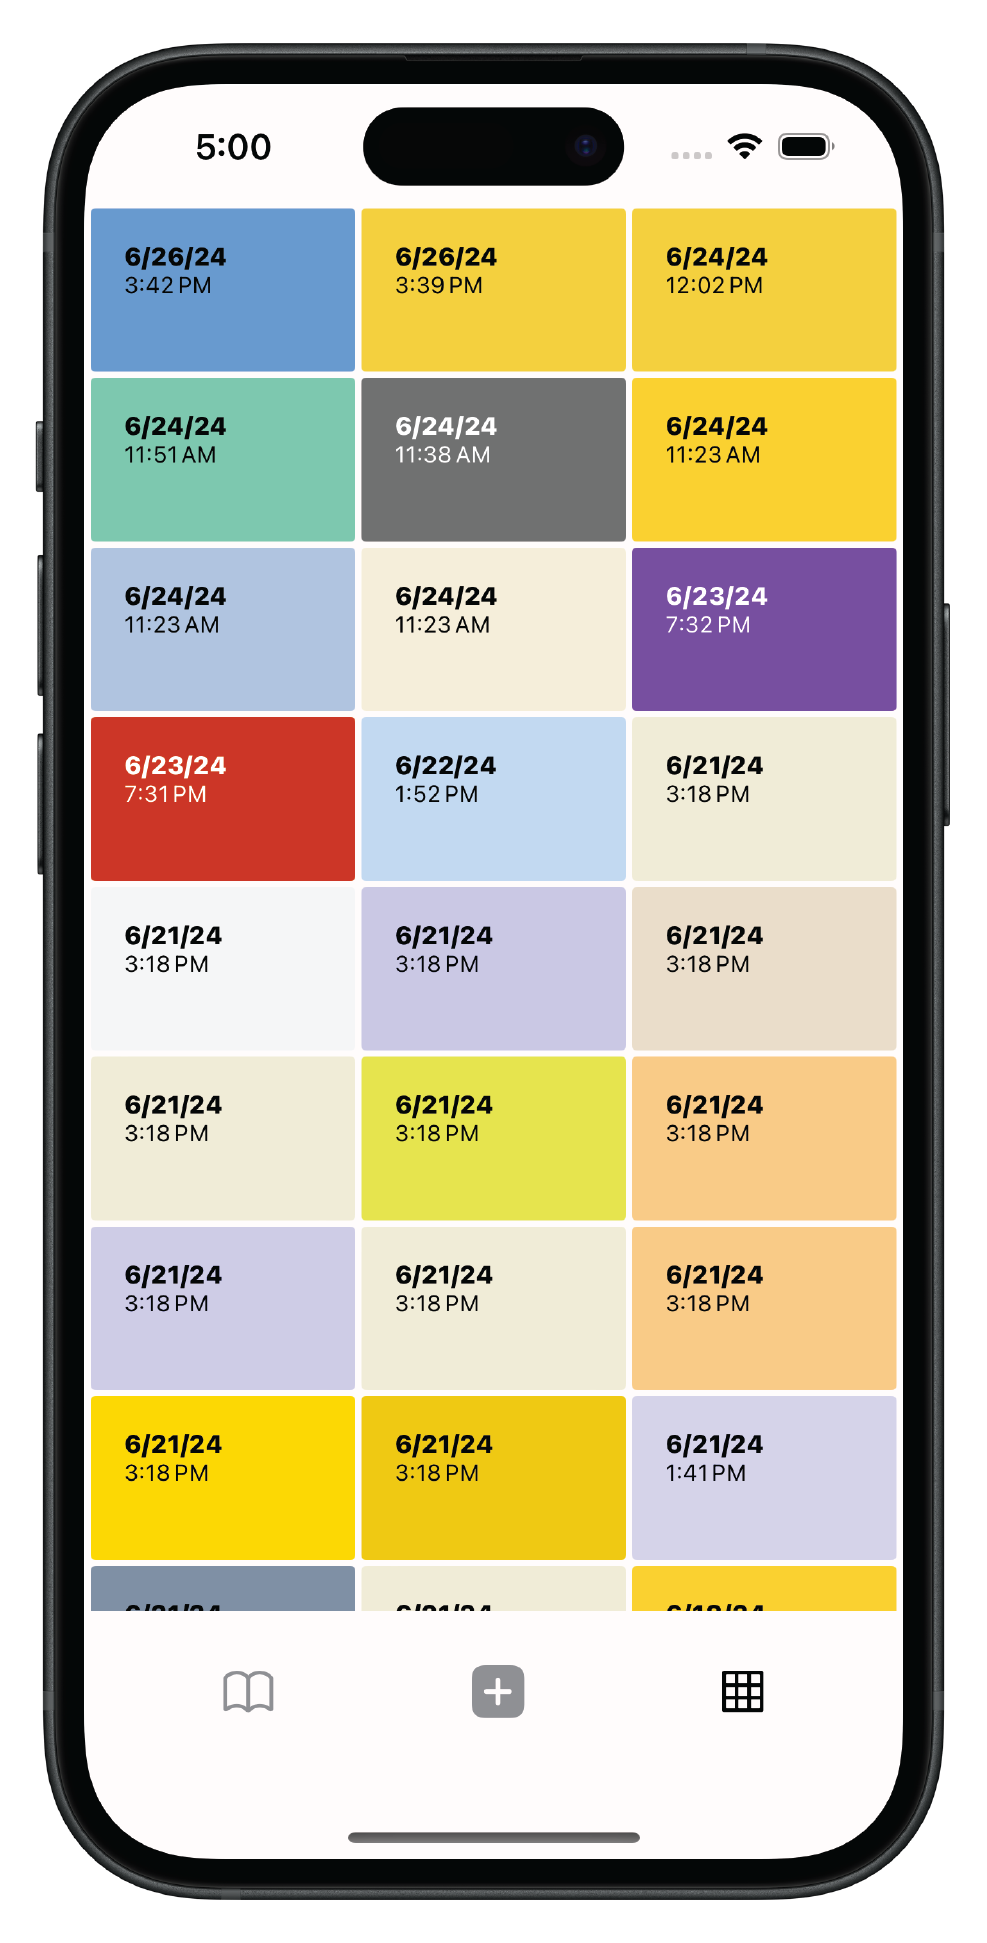 5:00
6/26/24
3:42 PM
6/26/24
3:39 PM
6/24/24
12:02 PM
6/24/24
11:51 AM
6/24/24
11:38 AM
6/24/24
11:23 AM
6/24/24
11:23 AM
6/24/24
11:23 AM
6/23/24
7:32 PM
6/23/24
7:31 PM
6/22/24
1:52 PM
6/21/24
3:18 PM
6/21/24
3:18 PM
6/21/24
3:18 PM
6/21/24
3:18 PM
6/21/24
3:18 PM
6/21/24
3:18 PM
6/21/24
3:18 PM
6/21/24
3:18 PM
6/21/24
3:18 PM
6/21/24
3:18 PM
6/21/24
3:18 PM
6/21/24
3:18 PM
6/21/24
1:41 PM